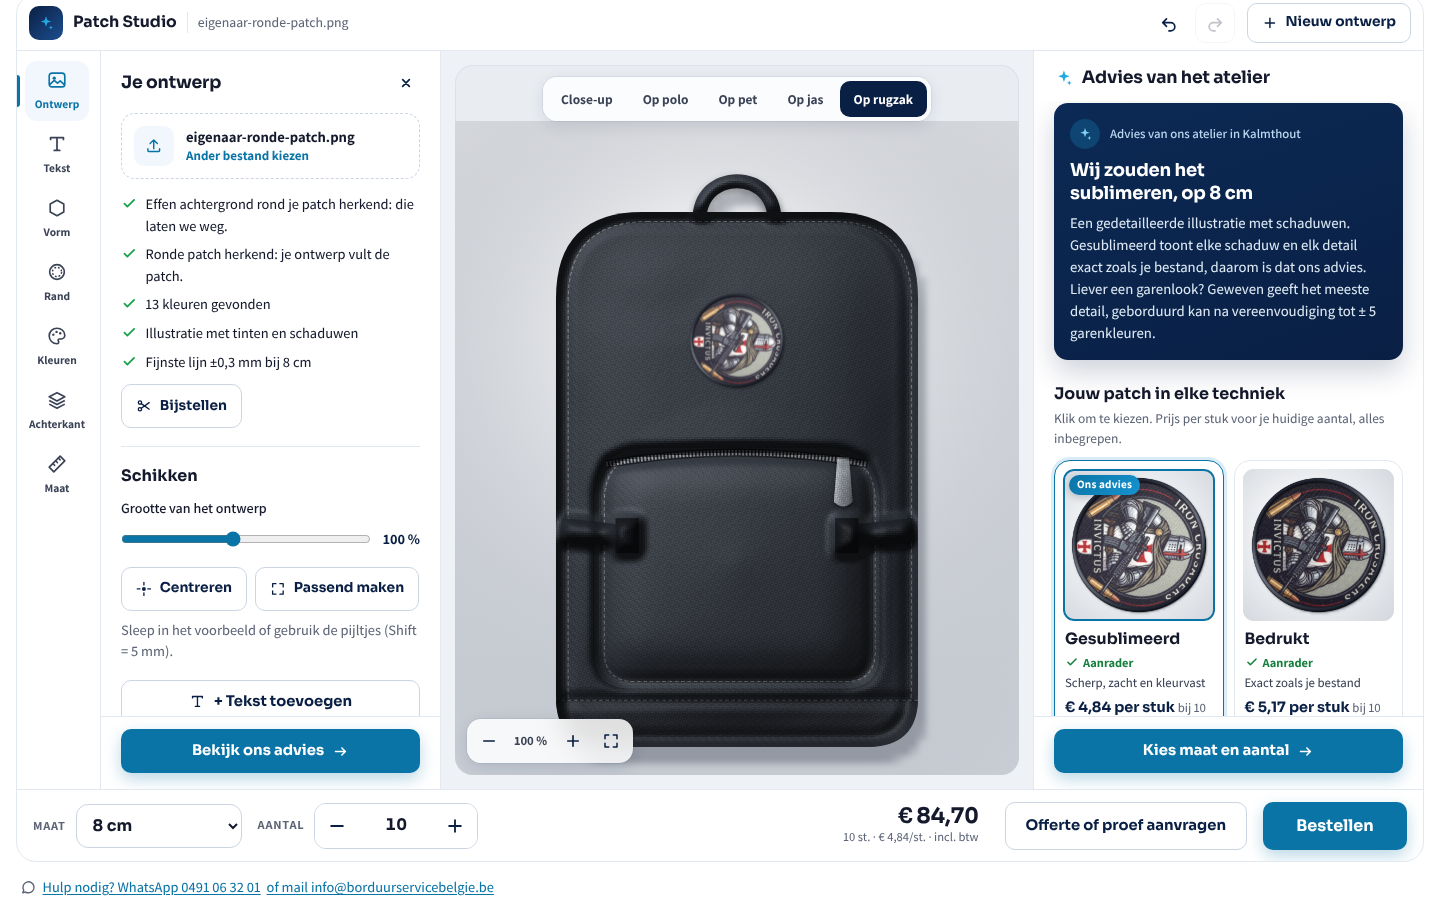 Patch Studio
eigenaar-ronde-patch.png
Nieuw ontwerp
Ontwerp
Tekst
Vorm
Rand
Kleuren
Achterkant
Maat
Je ontwerp
eigenaar-ronde-patch.png
Ander bestand kiezen
Effen achtergrond rond je patch herkend: die
laten we weg.
Ronde patch herkend: je ontwerp vult de
patch.
13 kleuren gevonden
Illustratie met tinten en schaduwen
Fijnste lijn ±0,3 mm bij 8 cm
Bijstellen
Schikken
Grootte van het ontwerp
100 %
Centreren
Passend maken
Sleep in het voorbeeld of gebruik de pijltjes (Shift
= 5 mm).
+ Tekst toevoegen
Bekijk ons advies →
Close-up
Op polo
Op pet
Op jas
Op rugzak
IRON CRUSADERS
INVICTUS
100 %
Advies van het atelier
Advies van ons atelier in Kalmthout
Wij zouden het
sublimeren, op 8 cm
Een gedetailleerde illustratie met schaduwen.
Gesublimeerd toont elke schaduw en elk detail
exact zoals je bestand, daarom is dat ons advies.
Liever een garenlook? Geweven geeft het meeste
detail, geborduurd kan na vereenvoudiging tot ± 5
garenkleuren.
Jouw patch in elke techniek
Klik om te kiezen. Prijs per stuk voor je huidige aantal, alles
inbegrepen.
Ons advies
IRON CRUSADERS
INVICTUS
Gesublimeerd
Aanrader
Scherp, zacht en kleurvast
€ 4,84 per stuk bij 10
IRON CRUSADERS
INVICTUS
Bedrukt
Aanrader
Exact zoals je bestand
€ 5,17 per stuk bij 10
Kies maat en aantal →
MAAT
8 cm
AANTAL
10
€ 84,70
10 st. · € 4,84/st. · incl. btw
Offerte of proef aanvragen
Bestellen
Hulp nodig? WhatsApp 0491 06 32 01 of mail info@borduurservicebelgie.be